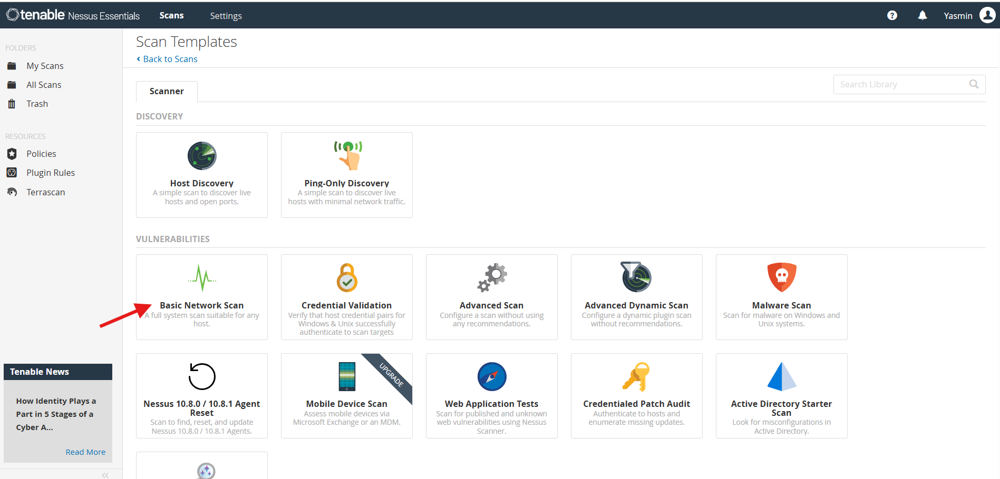 tenable Nessus Essentials
Scans
Settings
?
Yasmin
FOLDERS
My Scans
All Scans
Trash
RESOURCES
Policies
Plugin Rules
Terrascan
Tenable News
How Identity Plays a
Part in 5 Stages of a
Cyber A...
Read More
Scan Templates
Back to Scans
Scanner
Search Library
DISCOVERY
Host Discovery
A simple scan to discover live
hosts and open ports.
Ping-Only Discovery
A simple scan to discover live
hosts with minimal network traffic.
VULNERABILITIES
Basic Network Scan
A full system scan suitable for any
host.
Credential Validation
Verify that host credential pairs for
Windows & Unix successfully
authenticate to scan targets
Advanced Scan
Configure a scan without using
any recommendations.
Advanced Dynamic Scan
Configure a dynamic plugin scan
without recommendations.
Malware Scan
Scan for malware on Windows and
Unix systems.
Nessus 10.8.0 / 10.8.1 Agent
Reset
Scan to find, reset, and update
Nessus 10.8.0 / 10.8.1 Agents.
UPGRADE
Mobile Device Scan
Assess mobile devices via
Microsoft Exchange or an MDM.
Web Application Tests
Scan for published and unknown
web vulnerabilities using Nessus
Scanner.
Credentialed Patch Audit
Authenticate to hosts and
enumerate missing updates.
Active Directory Starter
Scan
Look for misconfigurations in
Active Directory.